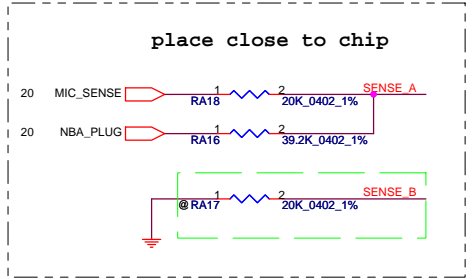 place close to chip
20 MIC_SENSE 1 2 SENSE_A
RA18 20K_0402_1%
20 NBA_PLUG 1 2
RA16 39.2K_0402_1%
1 2 SENSE_B
@RA17 20K_0402_1%